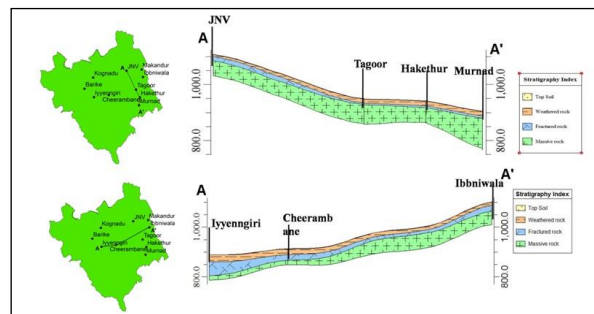 JNV
A
A'
Tagoor
Hakethur
Murnad
1,000.0
800.0
1,000.0
800.0
Stratigraphy Index
Top Soil
Weathered rock
Fractured rock
Massive rock
A
JNV
Makandur
Ibbniwala
Kognadu
Barike
Tagoor
Iyyenngiri
Hakethur
Cheerambane
Murnad
A'
A
A'
Ibbniwala
Iyyenngiri
Cheeramb
ane
1,000.0
800.0
1,000.0
800.0
Stratigraphy Index
Top Soil
Weathered rock
Fractured rock
Massive rock
JNV
Makandur
Ibbniwala
Kognadu
A'
Barike
Tagoor
Iyyenngiri
Hakethur
A
Cheerambane
Murnad